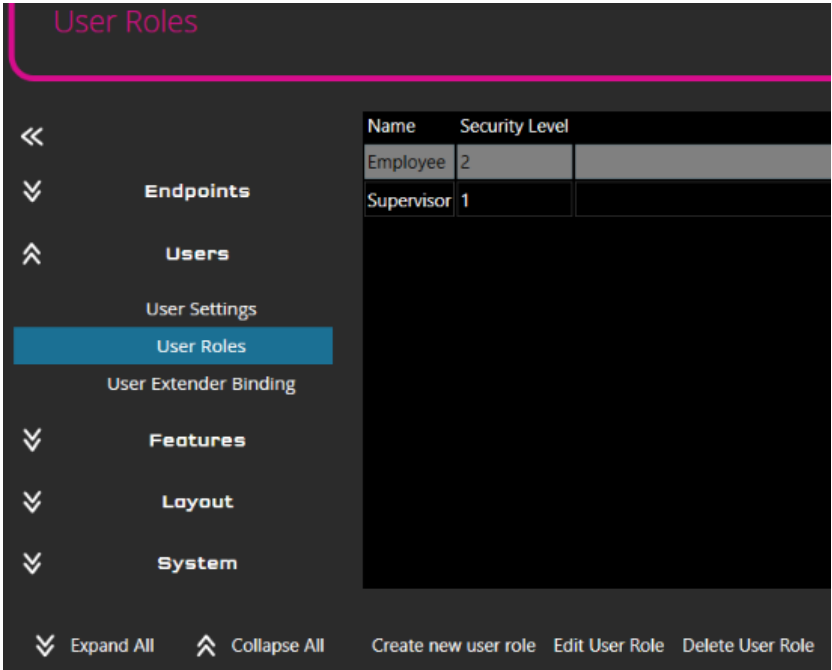 User Roles
Name Security Level
Employee 2
Supervisor 1
Endpoints
Users
User Settings
User Roles
User Extender Binding
Features
Layout
System
Expand All Collapse All Create new user role Edit User Role Delete User Role